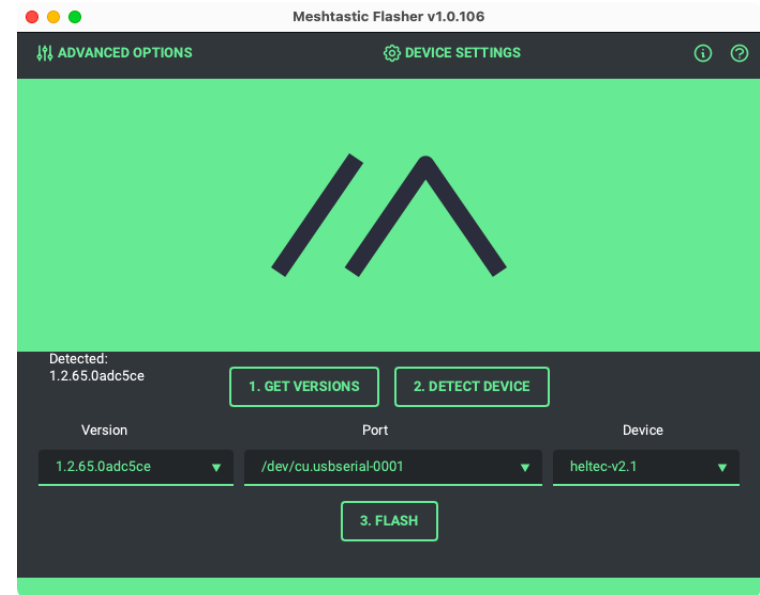 Meshtastic Flasher v1.0.106
ADVANCED OPTIONS
DEVICE SETTINGS
Detected:
1.2.65.0adc5ce
1. GET VERSIONS
2. DETECT DEVICE
Version
Port
Device
1.2.65.0adc5ce
/dev/cu.usbserial-0001
heltec-v2.1
3. FLASH